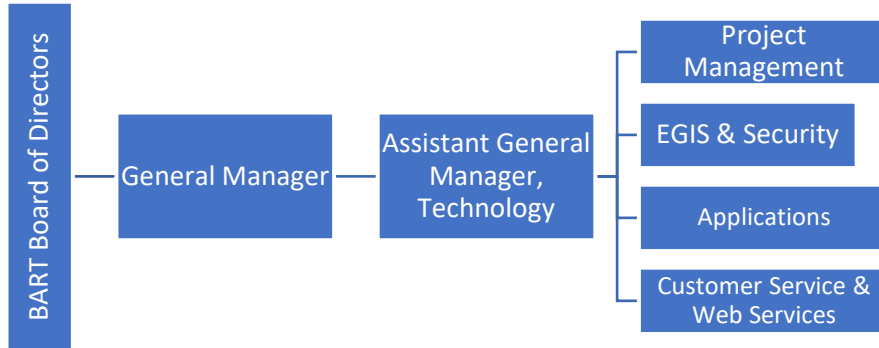 BART Board of Directors
General Manager
Assistant General
Manager,
Technology
Project
Management
EGIS & Security
Applications
Customer Service &
Web Services